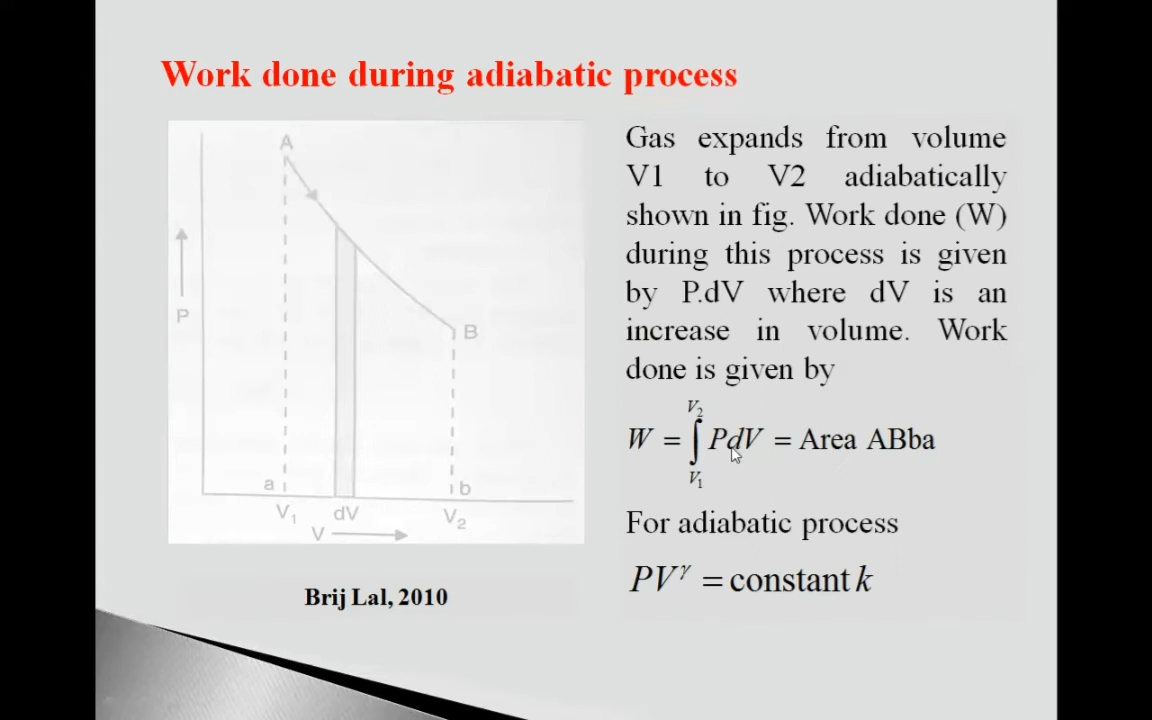 Work done during adiabatic process
A
P
B
a
b
V₁
dV
V₂
V
Brij Lal, 2010
Gas expands from volume
V1 to V2 adiabatically
shown in fig. Work done (W)
during this process is given
by P.dV where dV is an
increase in volume. Work
done is given by
W = ∫_{V₁}^{V₂} PdV = Area ABba
For adiabatic process
PV^γ = constant k